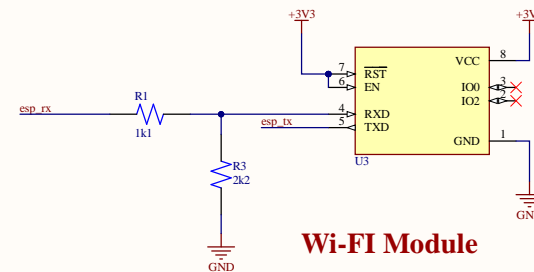 +3V3
+3V
VCC
8
7
RST
6
EN
IO0
3
IO2
2
esp_rx
R1
1k1
4
RXD
esp_tx
5
TXD
GND
1
U3
R3
2k2
GND
GN
Wi-FI Module